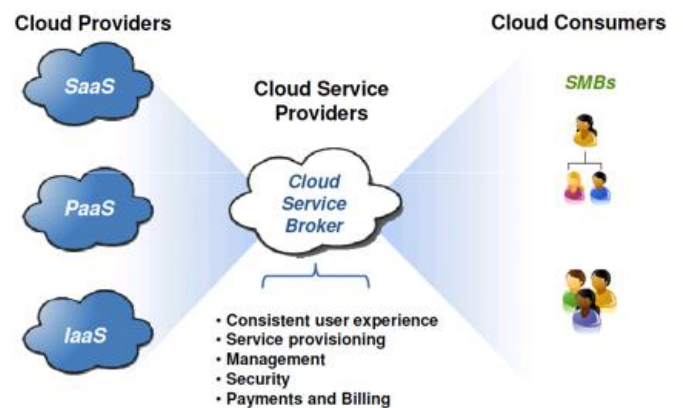 Cloud Providers
SaaS
PaaS
IaaS
Cloud Service
Providers
Cloud
Service
Broker
• Consistent user experience
• Service provisioning
• Management
• Security
• Payments and Billing
Cloud Consumers
SMBs